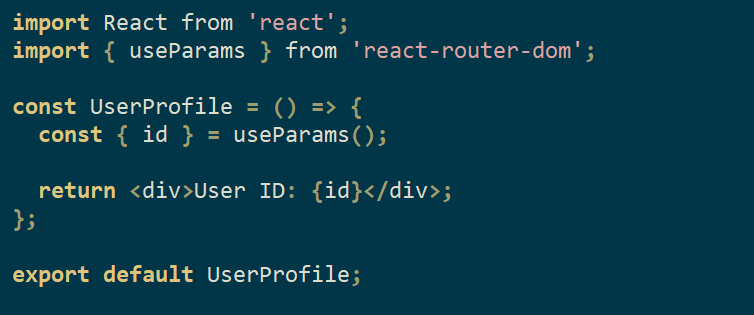 import React from 'react';
import { useParams } from 'react-router-dom';
const UserProfile = () => {
  const { id } = useParams();
  return <div>User ID: {id}</div>;
};
export default UserProfile;